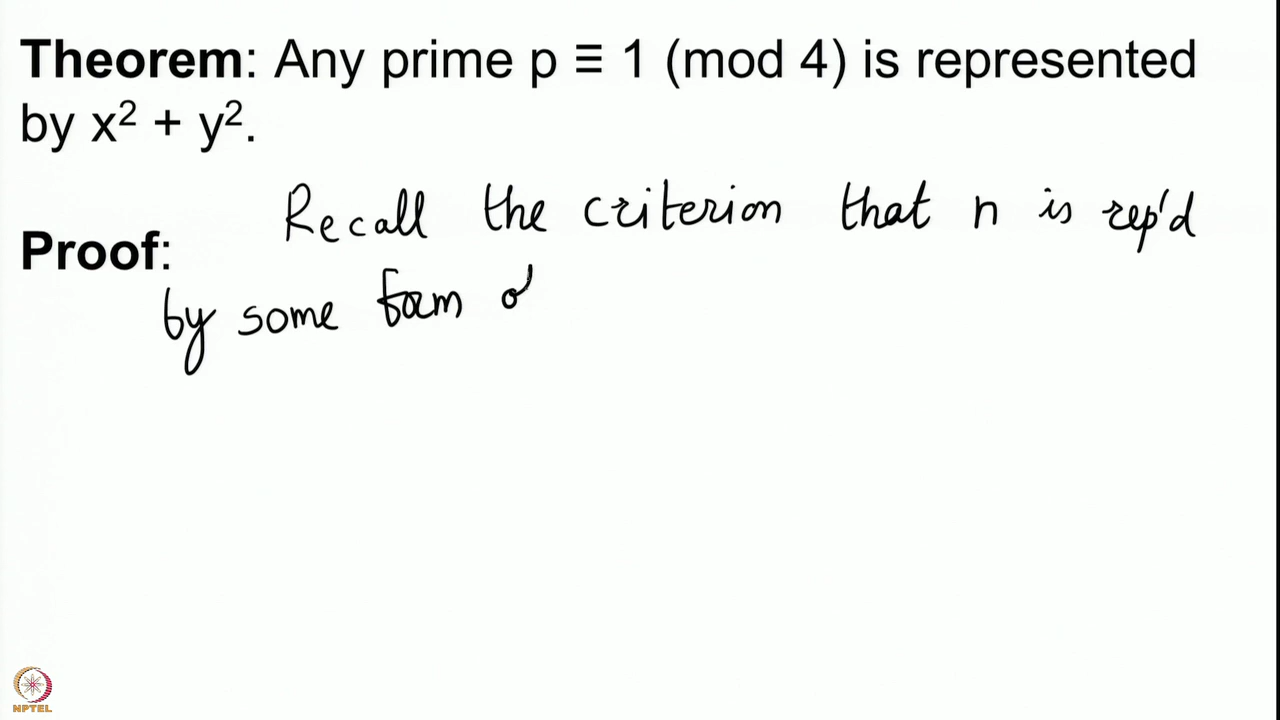 Theorem: Any prime p ≡ 1 (mod 4) is represented
by x² + y².
Recall the criterion that n is rep'd
Proof:
by some form
NPTEL